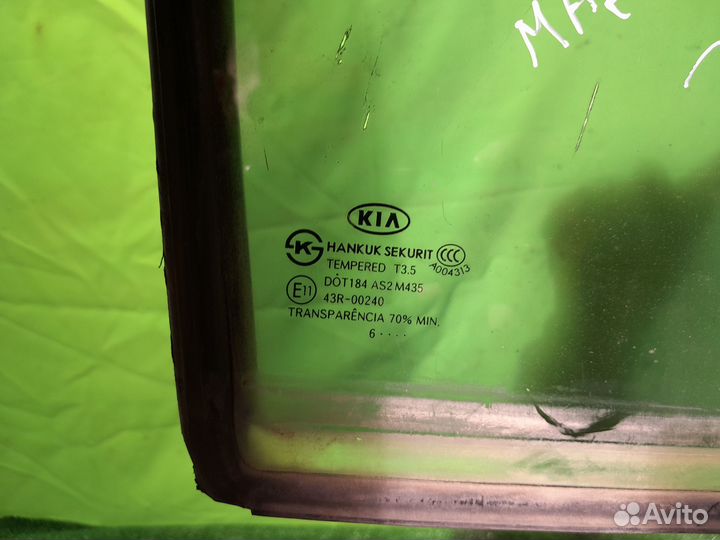 KIA
HANKUK SEKURIT
TEMPERED T3.5
A004313
DOT184 AS2 M435
E11 43R-00240
TRANSPARÊNCIA 70% MIN.
6 ····
Avito